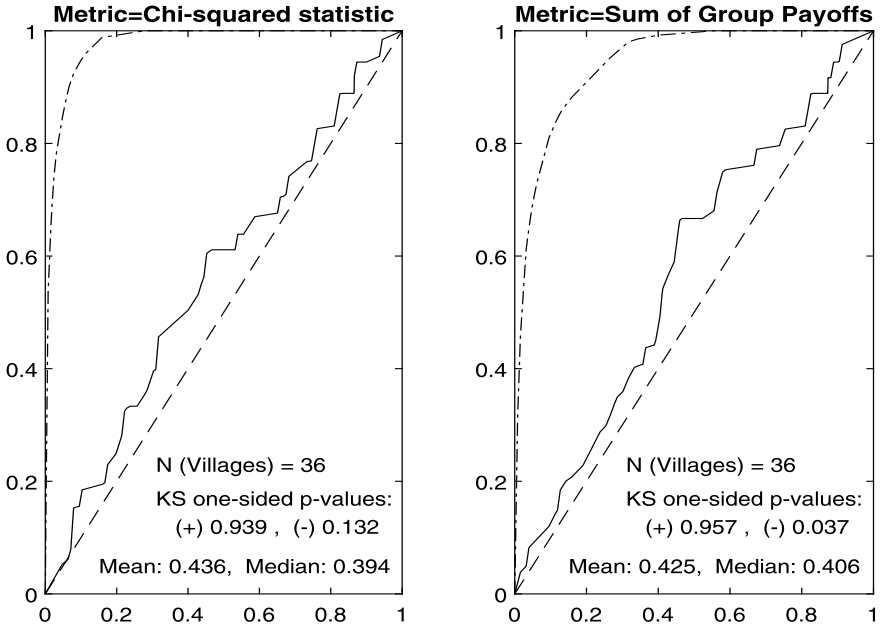 Metric=Chi-squared statistic
1
0.8
0.6
0.4
0.2
0
N (Villages) = 36
KS one-sided p-values:
(+) 0.939 , (-) 0.132
Mean: 0.436, Median: 0.394
0 0.2 0.4 0.6 0.8 1
Metric=Sum of Group Payoffs
1
0.8
0.6
0.4
0.2
0
N (Villages) = 36
KS one-sided p-values:
(+) 0.957 , (-) 0.037
Mean: 0.425, Median: 0.406
0 0.2 0.4 0.6 0.8 1